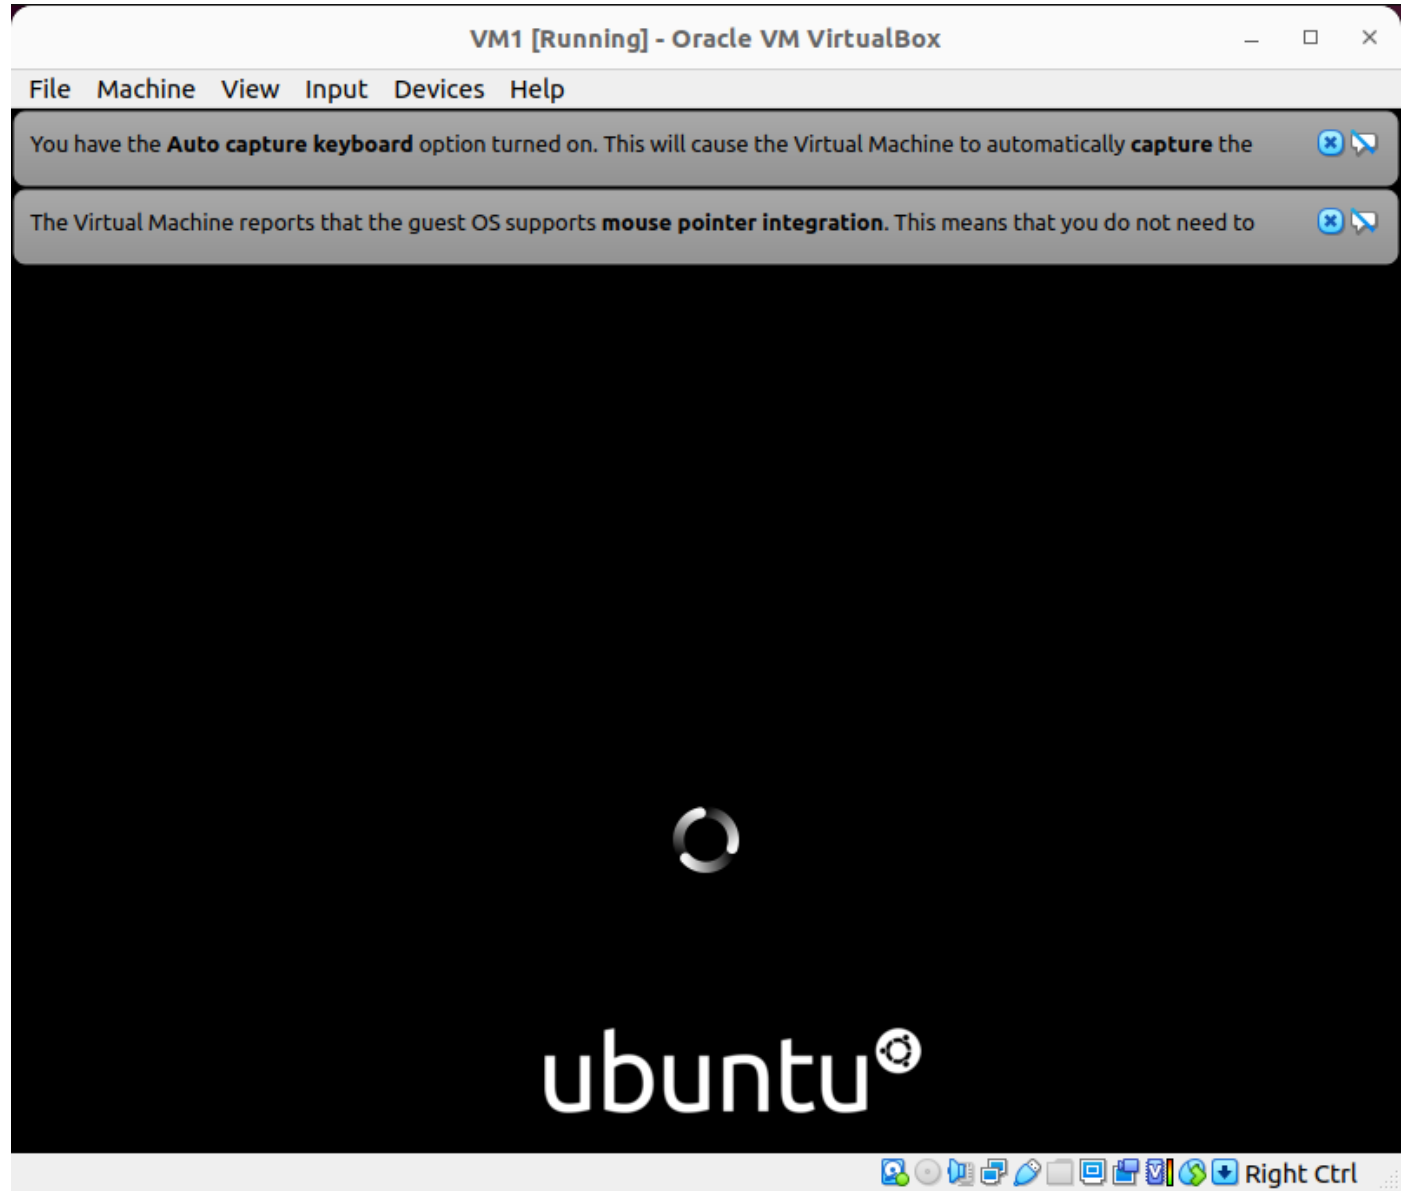 VM1 [Running] - Oracle VM VirtualBox
File Machine View Input Devices Help
You have the Auto capture keyboard option turned on. This will cause the Virtual Machine to automatically capture the
The Virtual Machine reports that the guest OS supports mouse pointer integration. This means that you do not need to
ubuntu
Right Ctrl